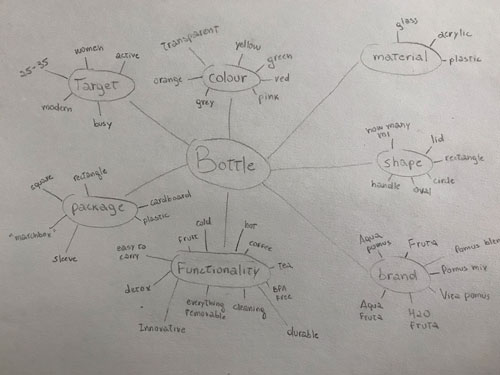 glass
acrylic
plastic
material
transparent
yellow
green
red
pink
grey
orange
colour
25-35
women
active
modern
busy
Target
Bottle
how many
ml
lid
rectangle
circle
oval
handle
shape
square
rectangle
cardboard
plastic
"matchbox"
sleeve
package
easy to
carry
fruit
cold
hot
coffee
tea
BPA
free
durable
cleaning
everything
removable
Innovative
detox
Functionality
Aqua
pomus
Fruta
Pomus blend
Pomus mix
Vita pomus
H2O
Fruta
Aqua
Fruta
brand